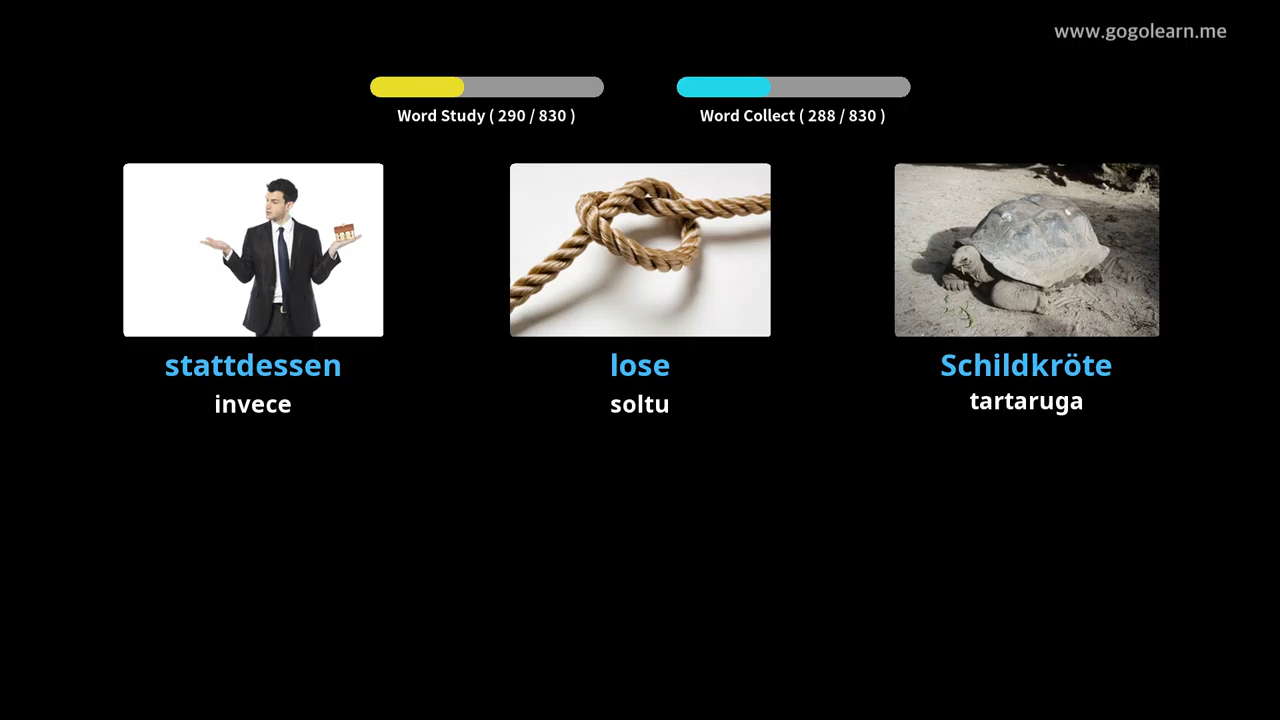 www.gogolearn.me
Word Study ( 290 / 830 )
Word Collect ( 288 / 830 )
stattdessen
invece
lose
soltu
Schildkröte
tartaruga